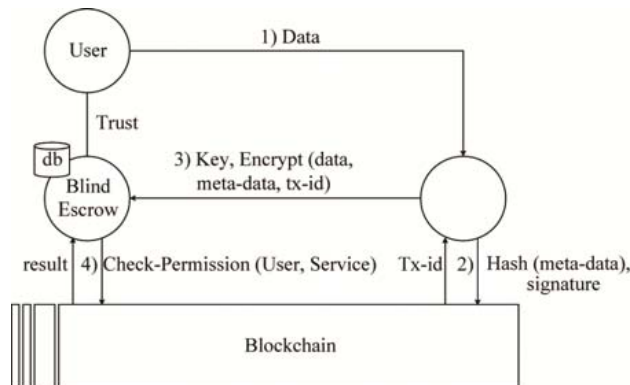 1) Data
User
Trust
db
3) Key, Encrypt (data,
meta-data, tx-id)
Blind
Escrow
result
4) Check-Permission (User, Service)
Tx-id
2)
Hash (meta-data),
signature
Blockchain